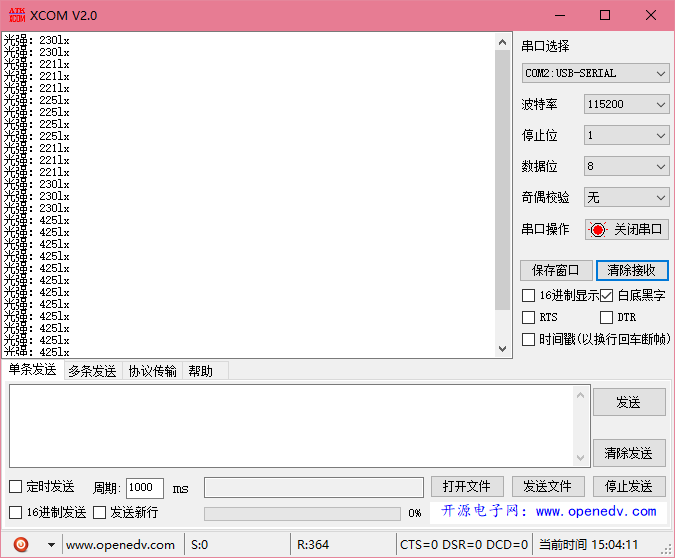 ATK
XCOM
XCOM V2.0
光强: 230lx
光强: 230lx
光强: 221lx
光强: 221lx
光强: 221lx
光强: 225lx
光强: 225lx
光强: 225lx
光强: 225lx
光强: 221lx
光强: 221lx
光强: 221lx
光强: 230lx
光强: 230lx
光强: 230lx
光强: 425lx
光强: 425lx
光强: 425lx
光强: 425lx
光强: 425lx
光强: 425lx
光强: 425lx
光强: 425lx
光强: 425lx
光强: 425lx
光强: 425lx
光强: 425lx
串口选择
COM2:USB-SERIAL
波特率 115200
停止位 1
数据位 8
奇偶校验 无
串口操作 关闭串口
保存窗口 清除接收
16进制显示 白底黑字
RTS DTR
时间戳(以换行回车断帧)
单条发送 多条发送 协议传输 帮助
发送
清除发送
定时发送 周期: 1000 ms 打开文件 发送文件 停止发送
16进制发送 发送新行 0% 开源电子网: www.openedv.com
www.openedv.com S:0 R:364 CTS=0 DSR=0 DCD=0 当前时间 15:04:11